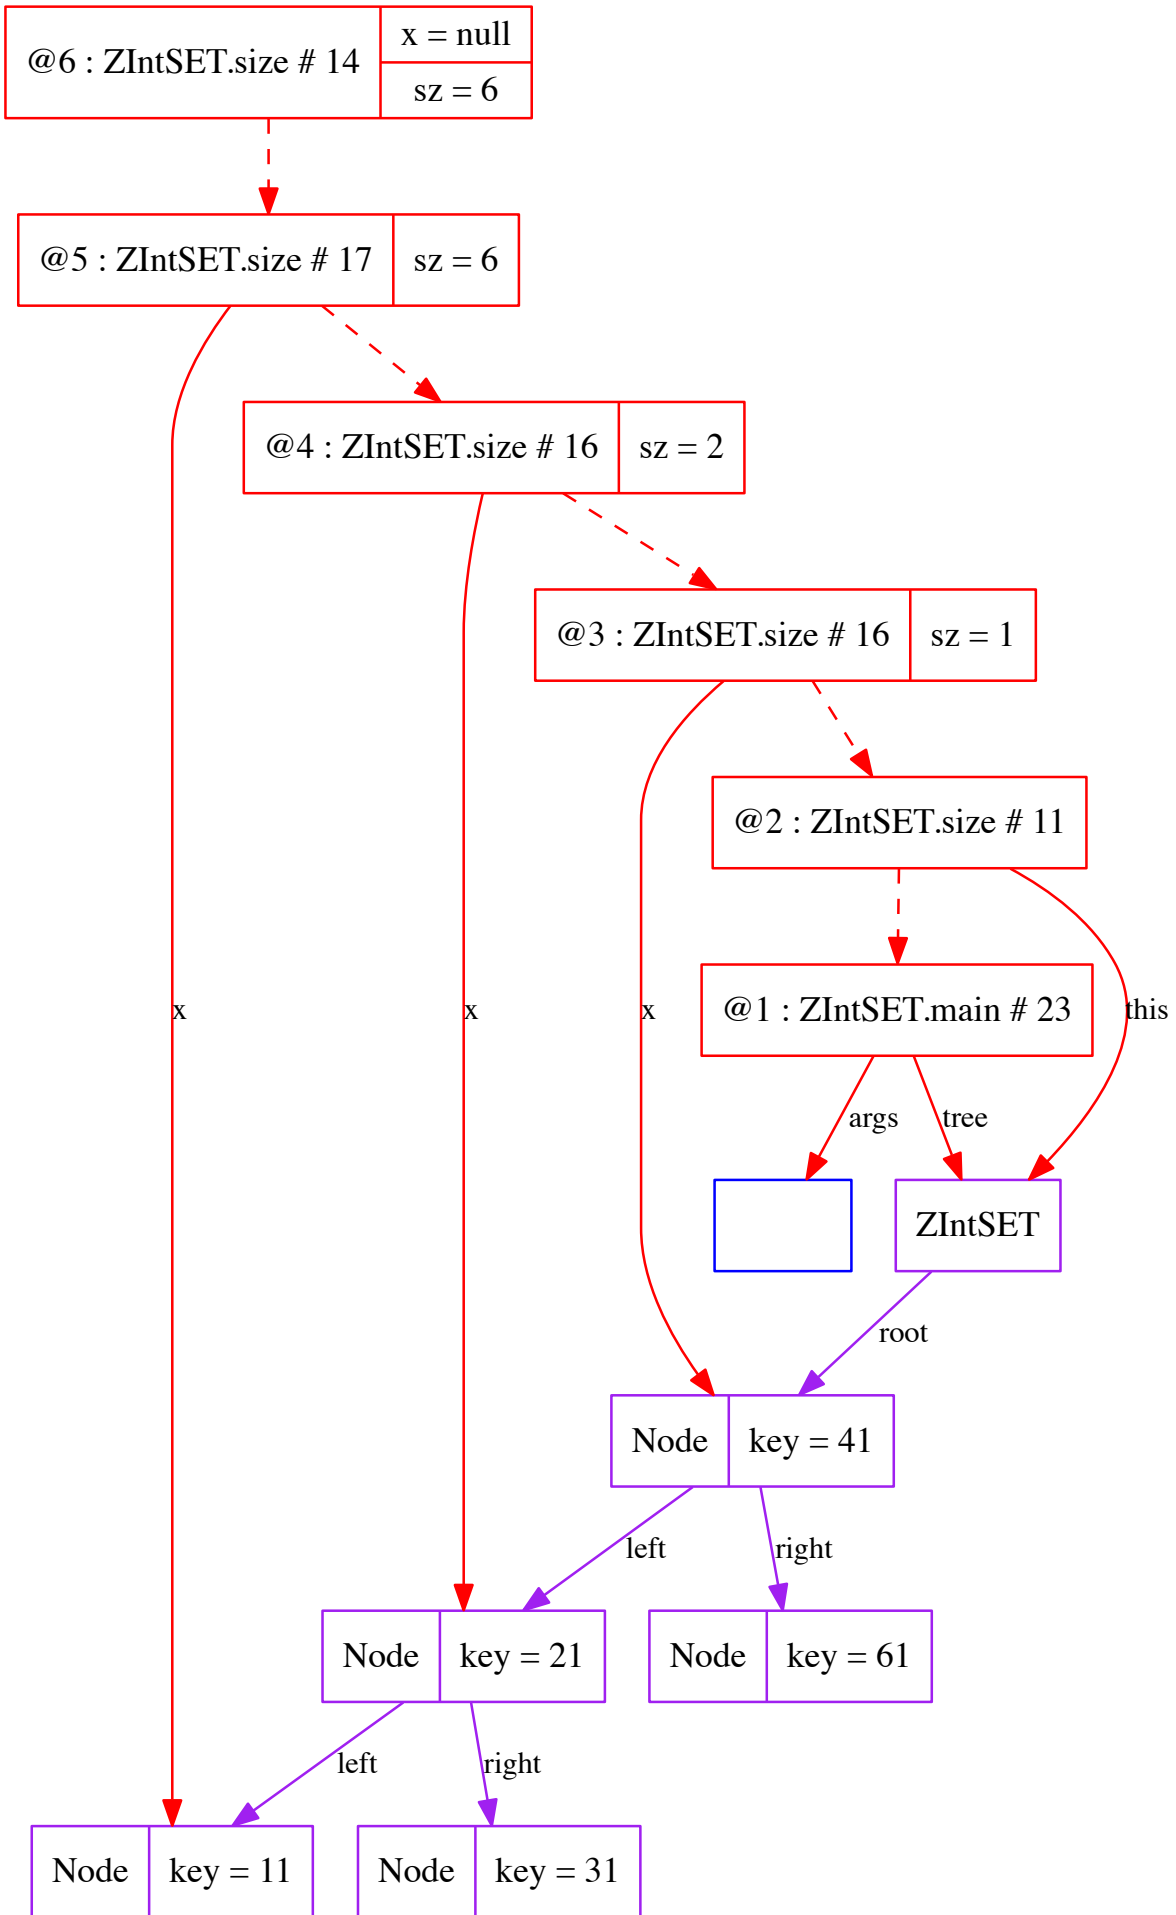 @6 : ZIntSET.size # 14
x = null
sz = 6
@5 : ZIntSET.size # 17
sz = 6
@4 : ZIntSET.size # 16
sz = 2
@3 : ZIntSET.size # 16
sz = 1
@2 : ZIntSET.size # 11
x
x
x
@1 : ZIntSET.main # 23
this
args
tree
ZIntSET
root
Node
key = 41
left
right
Node
key = 21
Node
key = 61
left
right
Node
key = 11
Node
key = 31